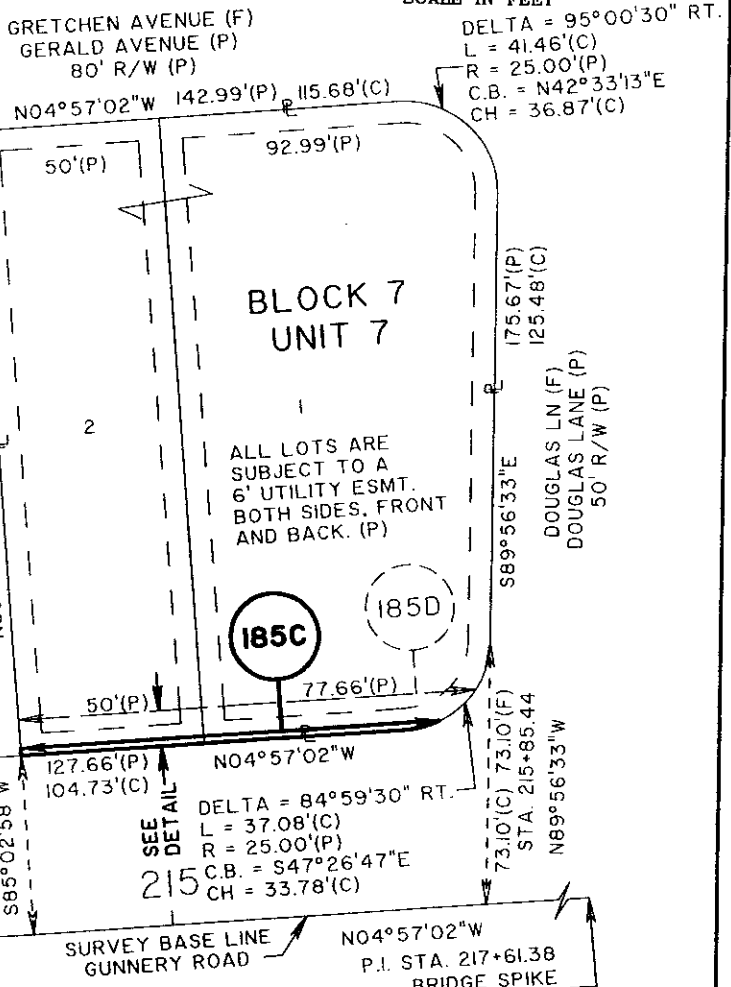 SCALE IN FEET
GRETCHEN AVENUE (F)
GERALD AVENUE (P)
80' R/W (P)
DELTA = 95°00'30" RT.
L = 41.46'(C)
R = 25.00'(P)
C.B. = N42°33'13"E
CH = 36.87'(C)
N04°57'02"W
142.99'(P)
115.68'(C)
50'(P)
92.99'(P)
175.67'(P)
125.48'(C)
BLOCK 7
UNIT 7
DOUGLAS LN (F)
DOUGLAS LANE (P)
50' R/W (P)
1
2
ALL LOTS ARE
SUBJECT TO A
6' UTILITY ESMT.
BOTH SIDES, FRONT
AND BACK. (P)
S89°56'33"E
185C
185D
50'(P)
77.66'(P)
127.66'(P)
104.73'(C)
N04°57'02"W
S85°02'58"W
SEE
DETAIL
DELTA = 84°59'30" RT.
L = 37.08'(C)
R = 25.00'(P)
C.B. = S47°26'47"E
CH = 33.78'(C)
73.10'(C) 73.10'(F)
STA. 215+85.44
N89°56'33"W
215
SURVEY BASE LINE
GUNNERY ROAD
N04°57'02"W
P.I. STA. 217+61.38
BRIDGE SPIKE